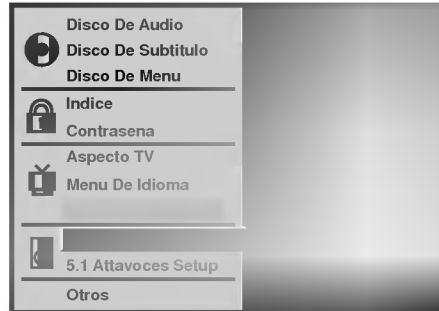 Disco De Audio
Disco De Subtitulo
Disco De Menu
Indice
Contrasena
Aspecto TV
Menu De Idioma
5.1 Attavoces Setup
Otros